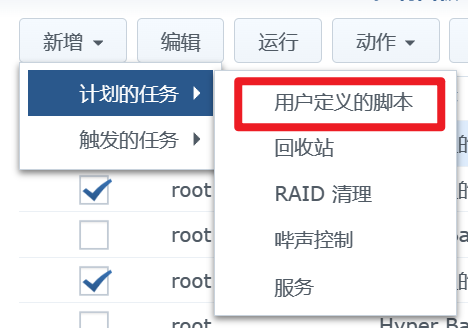 新增 编辑 运行 动作
计划的任务 用户定义的脚本
触发的任务 回收站
root RAID 清理
root 哔声控制
root 服务
Hyper Ba